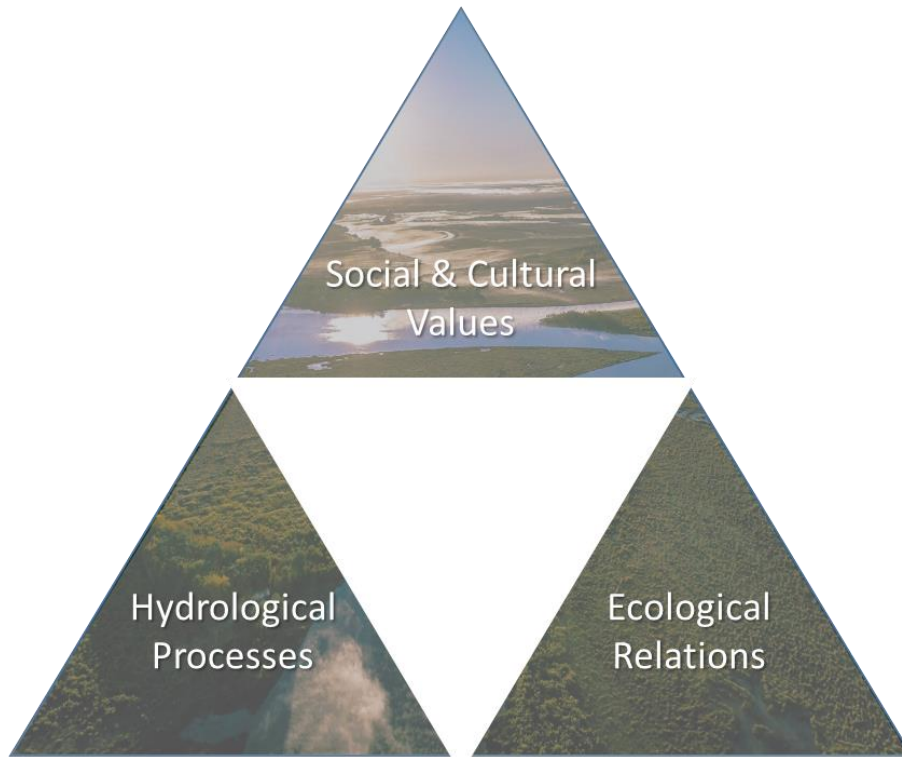 Social & Cultural
Values
Hydrological
Processes
Ecological
Relations